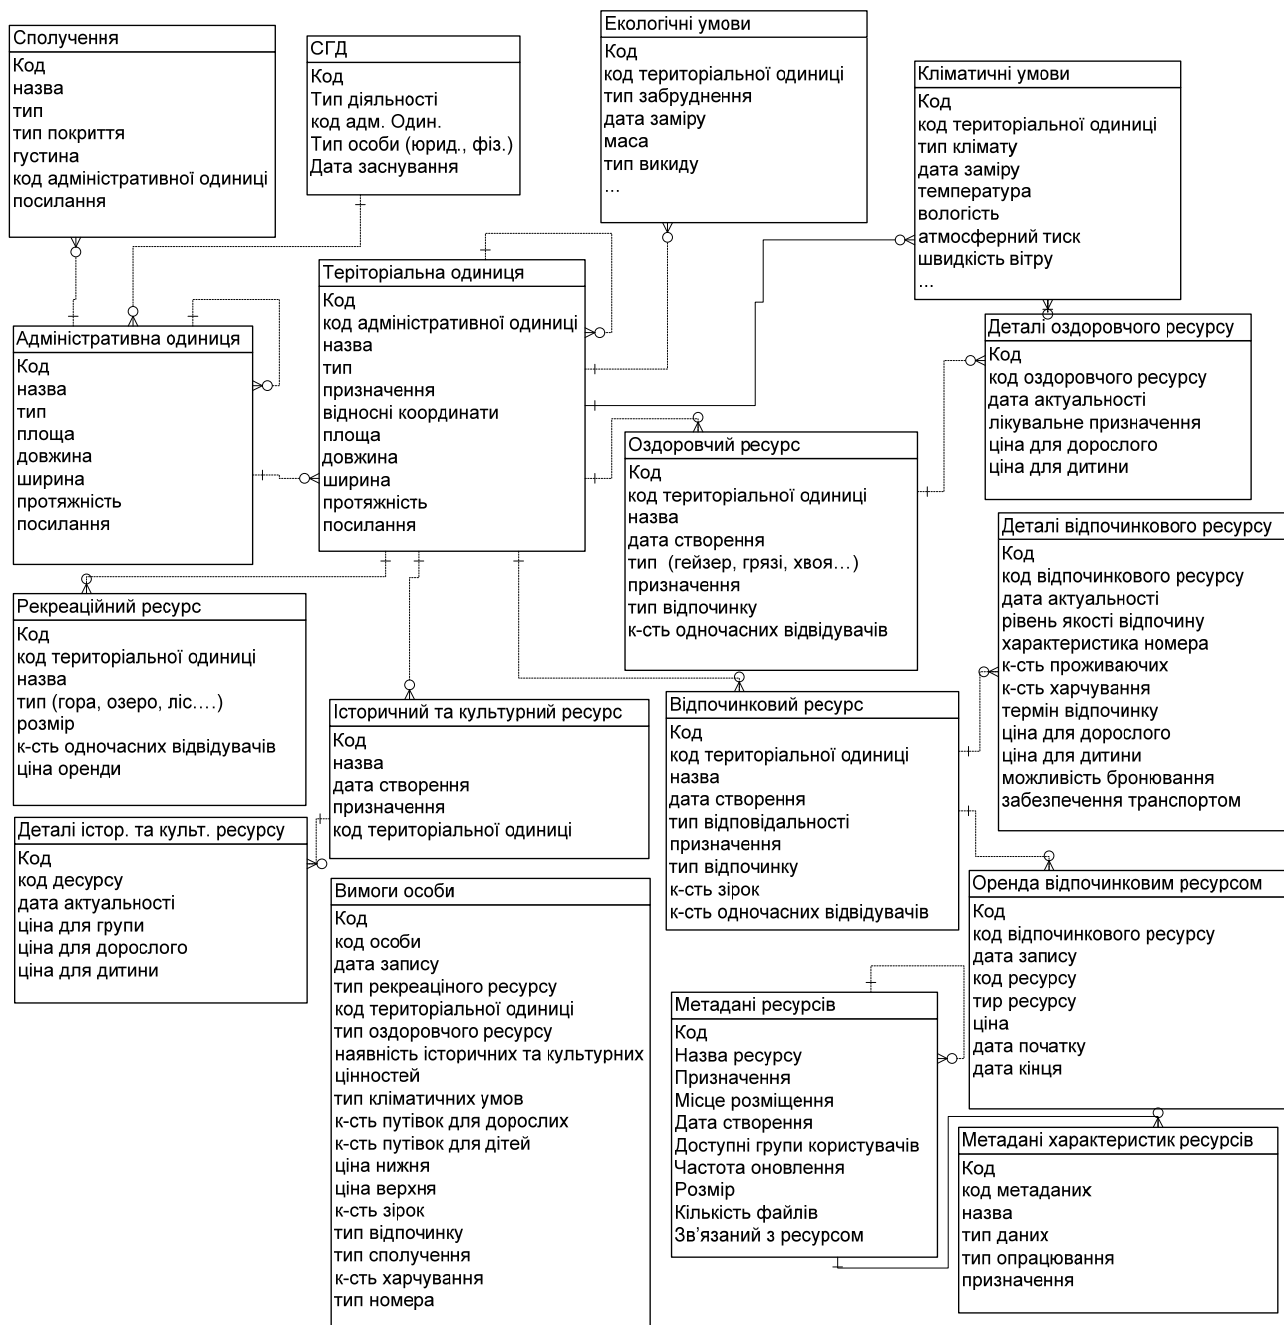 Сполучення
Код
назва
тип
тип покриття
густина
код адміністративної одиниці
посилання
СГД
Код
Тип діяльності
код адм. Один.
Тип особи (юрид., фіз.)
Дата заснування
Екологічні умови
Код
код територіальної одиниці
тип забруднення
дата заміру
маса
тип викиду
...
Кліматичні умови
Код
код територіальної одиниці
тип клімату
дата заміру
температура
вологість
атмосферний тиск
швидкість вітру
...
Адміністративна одиниця
Код
назва
тип
площа
довжина
ширина
протяжність
посилання
Теріторіальна одиниця
Код
код адміністративної одиниці
назва
тип
призначення
відносні координати
площа
довжина
ширина
протяжність
посилання
Оздоровчий ресурс
Код
код територіальної одиниці
назва
дата створення
тип (гейзер, грязі, хвоя…)
призначення
тип відпочинку
к-сть одночасних відвідувачів
Деталі оздоровчого ресурсу
Код
код оздоровчого ресурсу
дата актуальності
лікувальне призначення
ціна для дорослого
ціна для дитини
Деталі відпочинкового ресурсу
Код
код відпочинкового ресурсу
дата актуальності
рівень якості відпочину
характеристика номера
к-сть проживаючих
к-сть харчування
термін відпочинку
ціна для дорослого
ціна для дитини
можливість бронювання
забезпечення транспортом
Рекреаційний ресурс
Код
код територіальної одиниці
назва
тип (гора, озеро, ліс….)
розмір
к-сть одночасних відвідувачів
ціна оренди
Історичний та культурний ресурс
Код
назва
дата створення
призначення
код територіальної одиниці
Відпочинковий ресурс
Код
код територіальної одиниці
назва
дата створення
тип відповідальності
призначення
тип відпочинку
к-сть зірок
к-сть одночасних відвідувачів
Деталі істор. та культ. ресурсу
Код
код десурсу
дата актуальності
ціна для групи
ціна для дорослого
ціна для дитини
Вимоги особи
Код
код особи
дата запису
тип рекреаціного ресурсу
код територіальної одиниці
тип оздоровчого ресурсу
наявність історичних та культурних
цінностей
тип кліматичних умов
к-сть путівок для дорослих
к-сть путівок для дітей
ціна нижня
ціна верхня
к-сть зірок
тип відпочинку
тип сполучення
к-сть харчування
тип номера
Оренда відпочинковим ресурсом
Код
код відпочинкового ресурсу
дата запису
код ресурсу
тир ресурсу
ціна
дата початку
дата кінця
Метадані ресурсів
Код
Назва ресурсу
Призначення
Місце розміщення
Дата створення
Доступні групи користувачів
Частота оновлення
Розмір
Кількість файлів
Зв’язаний з ресурсом
Метадані характеристик ресурсів
Код
код метаданих
назва
тип даних
тип опрацювання
призначення